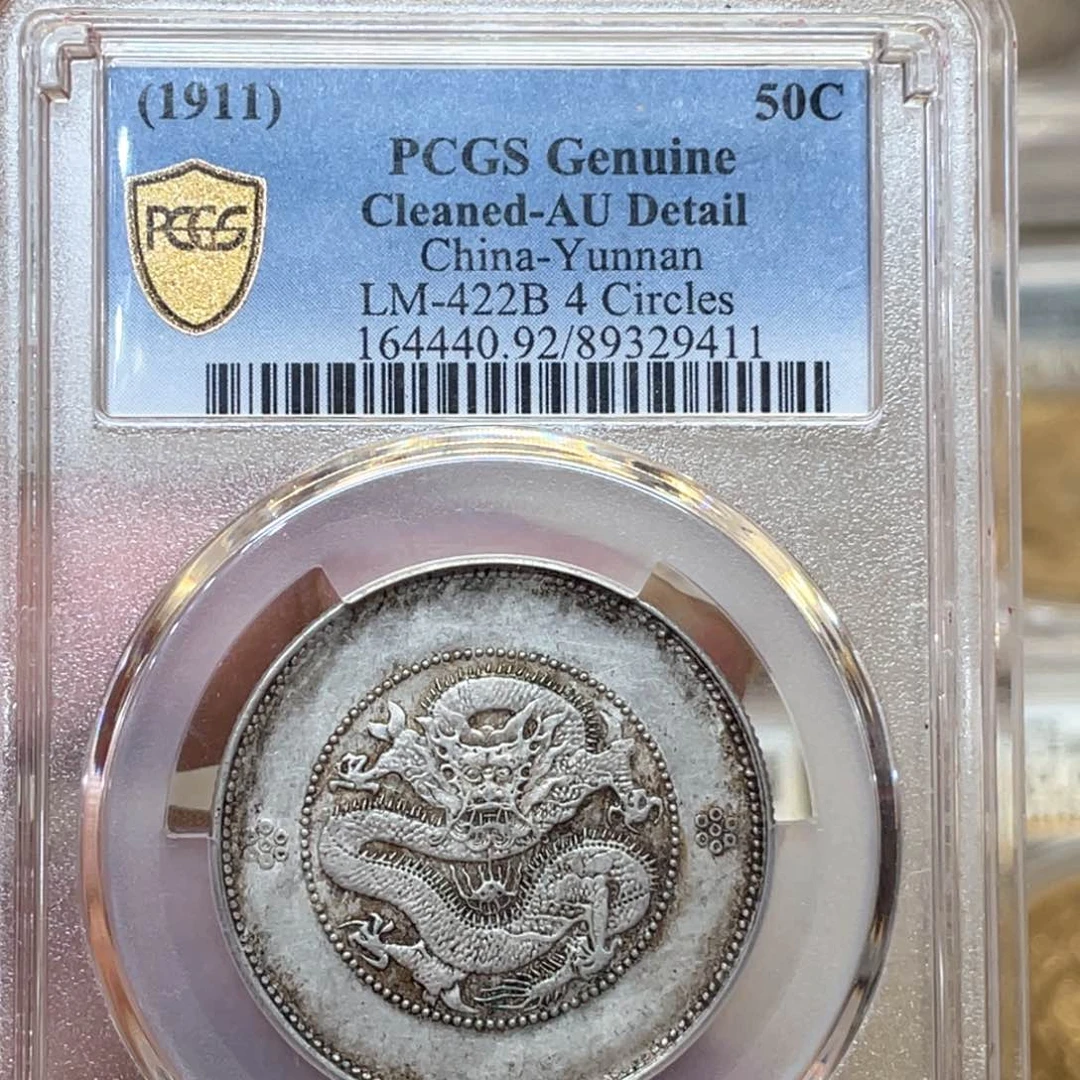 (1911) 50C
PCGS Genuine
Cleaned-AU Detail
PCGS
China-Yunnan
LM-422B 4 Circles
164440.92/89329411